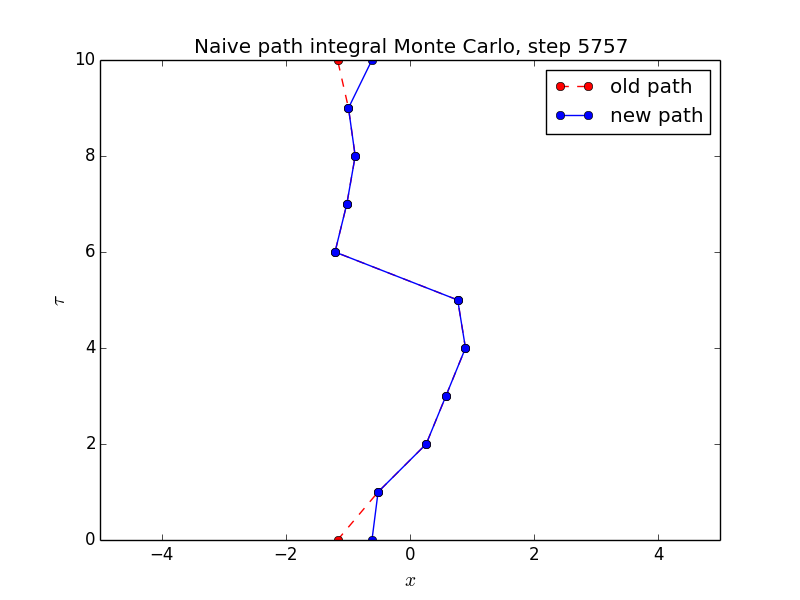 Naive path integral Monte Carlo, step 5757
10
8
6
4
2
0
τ
old path
new path
−4 −2 0 2 4
x